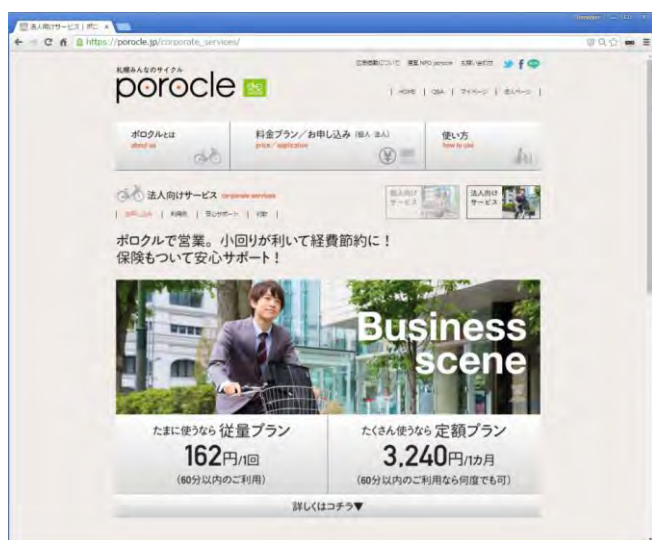 https://porocle.jp/corporate_services/
札幌みんなのサイクル
porocle
| HOME | Q&A | マイページ | 法人ページ |
ポロクルとは
about us
料金プラン/お申し込み (個人・法人)
price / application
使い方
how to use
法人向けサービス corporate services
個人向け
サービス
法人向け
サービス
ポロクルで営業。小回りが利いて経費節約に!
保険もついて安心サポート!
Business
scene
たまに使うなら 従量プラン
162円/1回
(60分以内のご利用)
たくさん使うなら 定額プラン
3,240円/1カ月
(60分以内のご利用なら何度でも可)
詳しくはコチラ▼